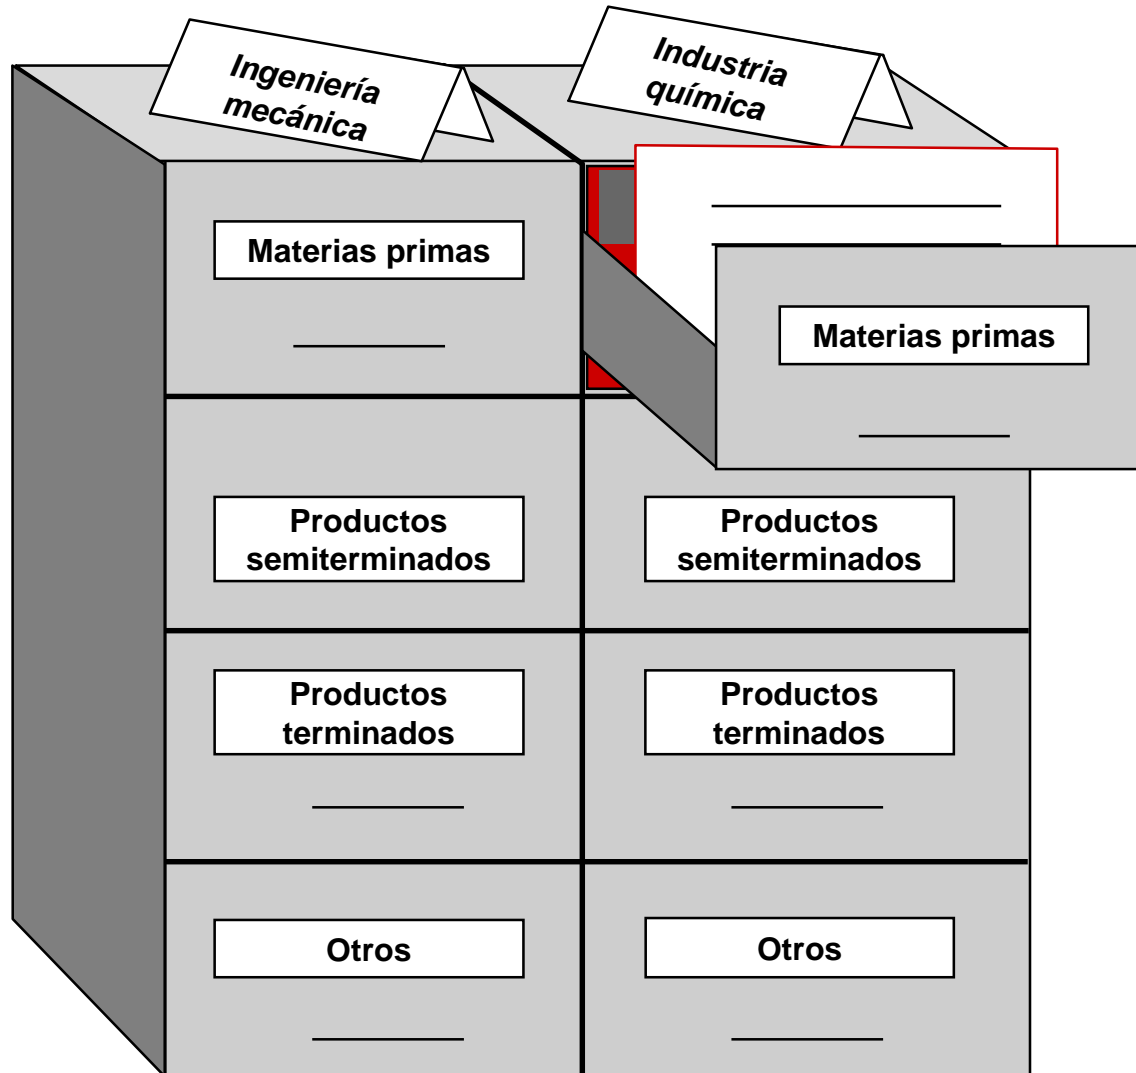 Ingeniería
mecánica
Industria
química
Materias primas
Materias primas
Productos
semiterminados
Productos
semiterminados
Productos
terminados
Productos
terminados
Otros
Otros